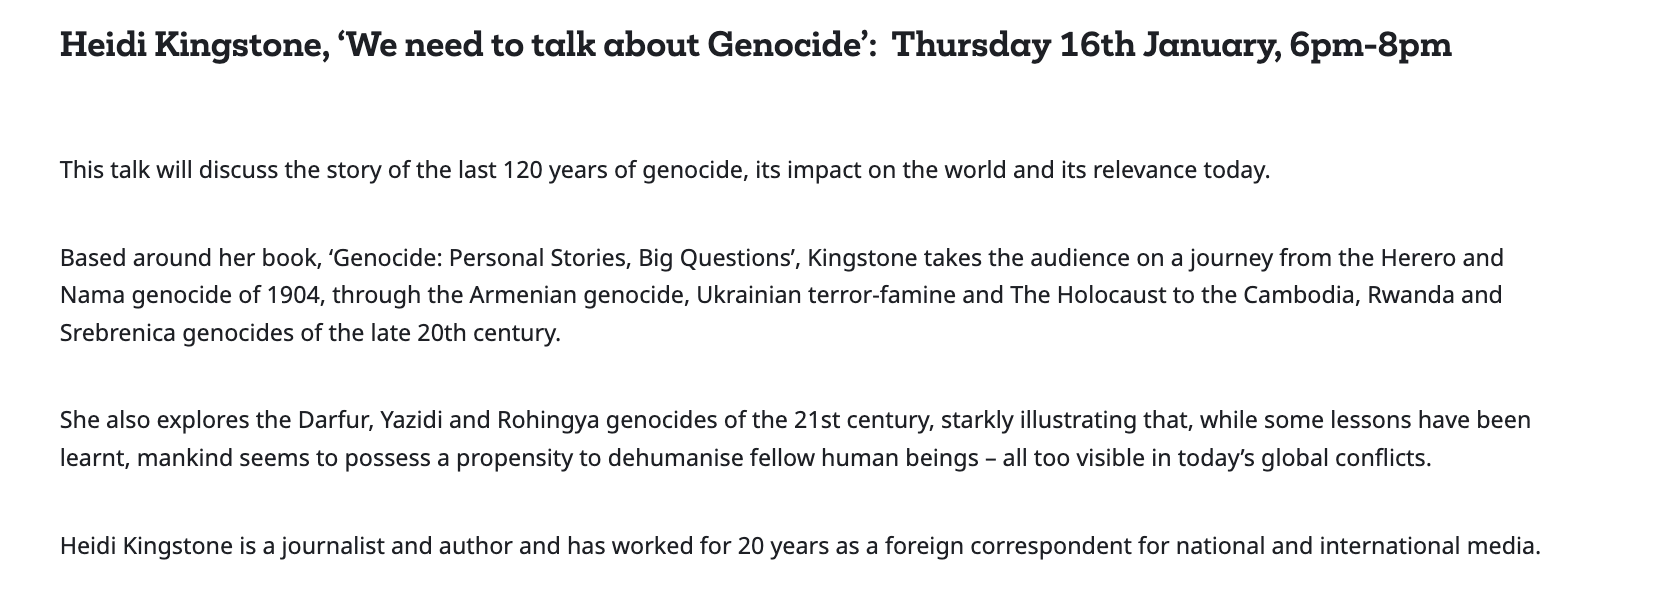 Heidi Kingstone, ‘We need to talk about Genocide’:  Thursday 16th January, 6pm-8pm
This talk will discuss the story of the last 120 years of genocide, its impact on the world and its relevance today.
Based around her book, ‘Genocide: Personal Stories, Big Questions’, Kingstone takes the audience on a journey from the Herero and
Nama genocide of 1904, through the Armenian genocide, Ukrainian terror-famine and The Holocaust to the Cambodia, Rwanda and
Srebrenica genocides of the late 20th century.
She also explores the Darfur, Yazidi and Rohingya genocides of the 21st century, starkly illustrating that, while some lessons have been
learnt, mankind seems to possess a propensity to dehumanise fellow human beings – all too visible in today’s global conflicts.
Heidi Kingstone is a journalist and author and has worked for 20 years as a foreign correspondent for national and international media.